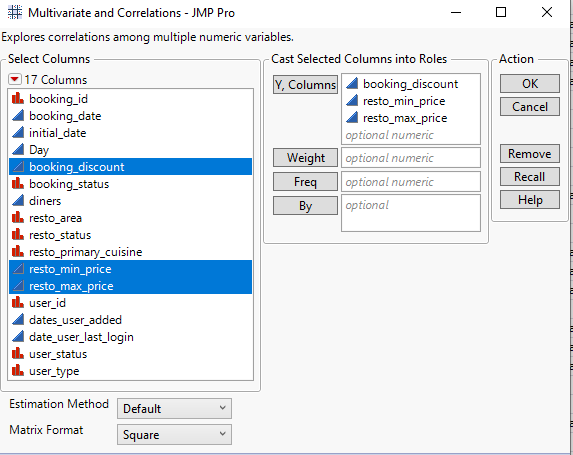 Multivariate and Correlations - JMP Pro
Explores correlations among multiple numeric variables.
Select Columns
17 Columns
booking_id
booking_date
initial_date
Day
booking_discount
booking_status
diners
resto_area
resto_status
resto_primary_cuisine
resto_min_price
resto_max_price
user_id
dates_user_added
date_user_last_login
user_status
user_type
Estimation Method Default
Matrix Format Square
Cast Selected Columns into Roles
Y, Columns
booking_discount
resto_min_price
resto_max_price
optional numeric
Weight optional numeric
Freq optional numeric
By optional
Action
OK
Cancel
Remove
Recall
Help